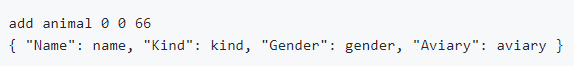 add animal 0 0 66
{ "Name": name, "Kind": kind, "Gender": gender, "Aviary": aviary }